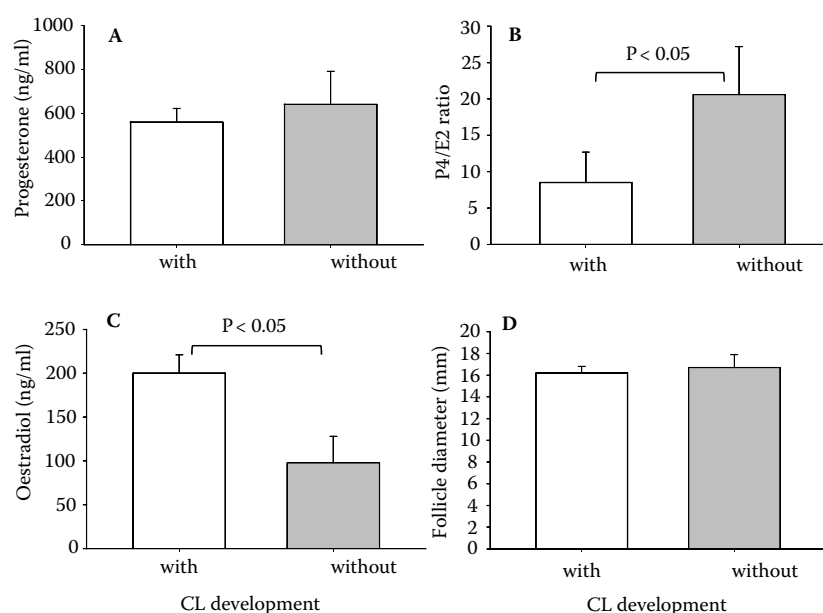 A
Progesterone (ng/ml)
1000
800
600
400
200
0
with
without
B
P < 0.05
P4/E2 ratio
30
25
20
15
10
5
0
with
without
C
P < 0.05
Oestradiol (ng/ml)
250
200
150
100
50
0
with
without
CL development
D
Follicle diameter (mm)
20
18
16
14
12
10
8
6
4
2
0
with
without
CL development